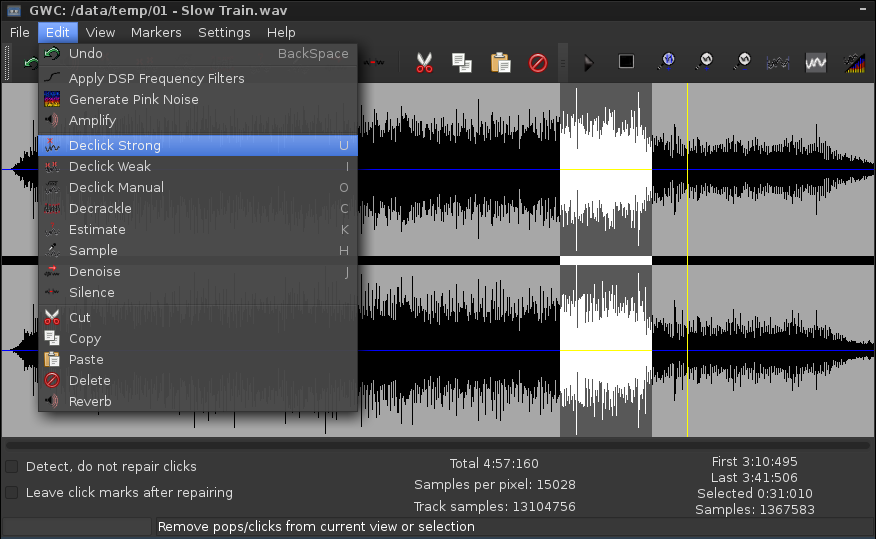 GWC: /data/temp/01 - Slow Train.wav
File Edit View Markers Settings Help
Undo BackSpace
Apply DSP Frequency Filters
Generate Pink Noise
Amplify
Declick Strong U
Declick Weak I
Declick Manual O
Decrackle C
Estimate K
Sample H
Denoise J
Silence
Cut
Copy
Paste
Delete
Reverb
Detect, do not repair clicks
Leave click marks after repairing
Total 4:57:160
Samples per pixel: 15028
Track samples: 13104756
First 3:10:495
Last 3:41:506
Selected 0:31:010
Samples: 1367583
Remove pops/clicks from current view or selection